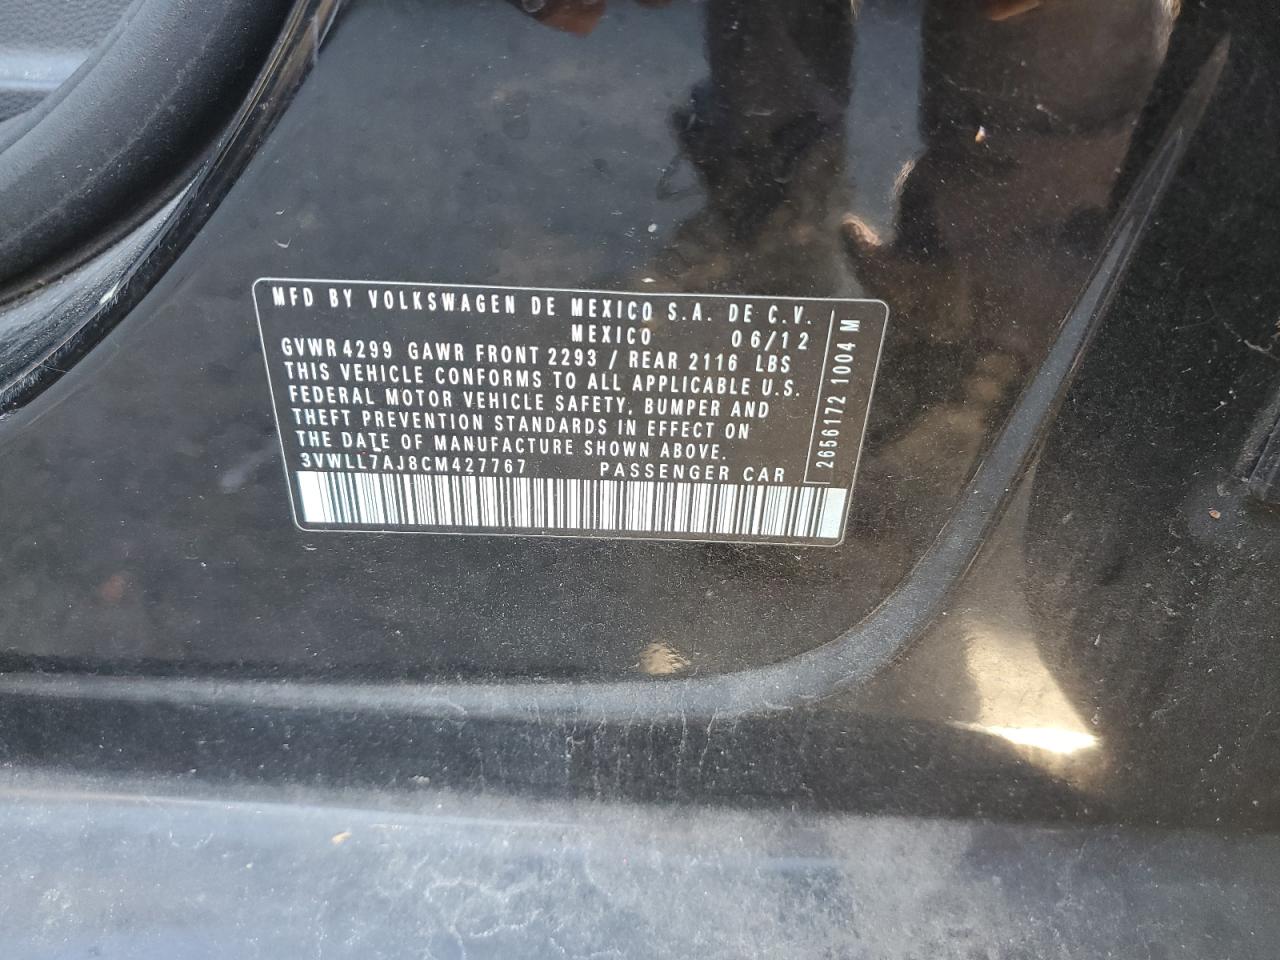 MFD BY VOLKSWAGEN DE MEXICO S.A. DE C.V.
MEXICO 06/12
GVWR 4299 GAWR FRONT 2293 / REAR 2116 LBS
THIS VEHICLE CONFORMS TO ALL APPLICABLE U.S.
FEDERAL MOTOR VEHICLE SAFETY, BUMPER AND
THEFT PREVENTION STANDARDS IN EFFECT ON
THE DATE OF MANUFACTURE SHOWN ABOVE.
3VWLL7AJ8CM427767 PASSENGER CAR
2656172 1004 M